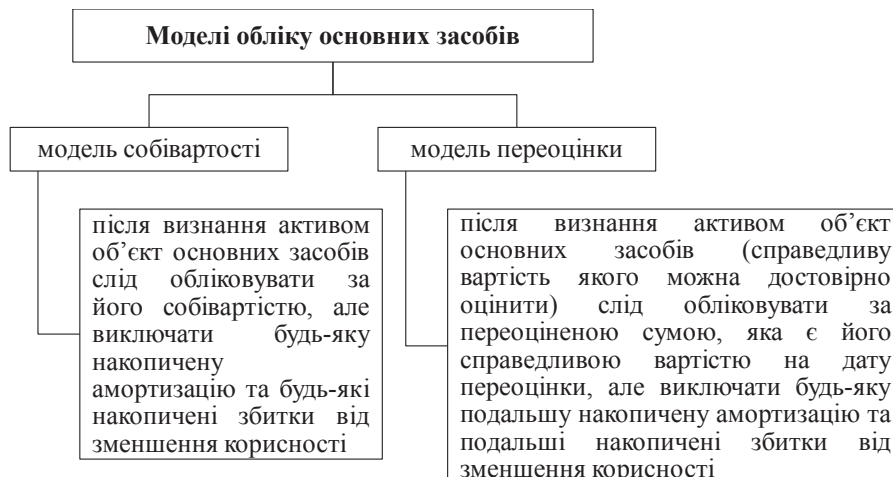 Моделі обліку основних засобів
модель собівартості
модель переоцінки
після визнання активом
об’єкт основних засобів
слід обліковувати за
його собівартістю, але
виключати будь-яку
накопичену
амортизацію та будь-які
накопичені збитки від
зменшення корисності
після визнання активом об’єкт
основних засобів (справедливу
вартість якого можна достовірно
оцінити) слід обліковувати за
переоціненою сумою, яка є його
справедливою вартістю на дату
переоцінки, але виключати будь-яку
подальшу накопичену амортизацію та
подальші накопичені збитки від
зменшення корисності